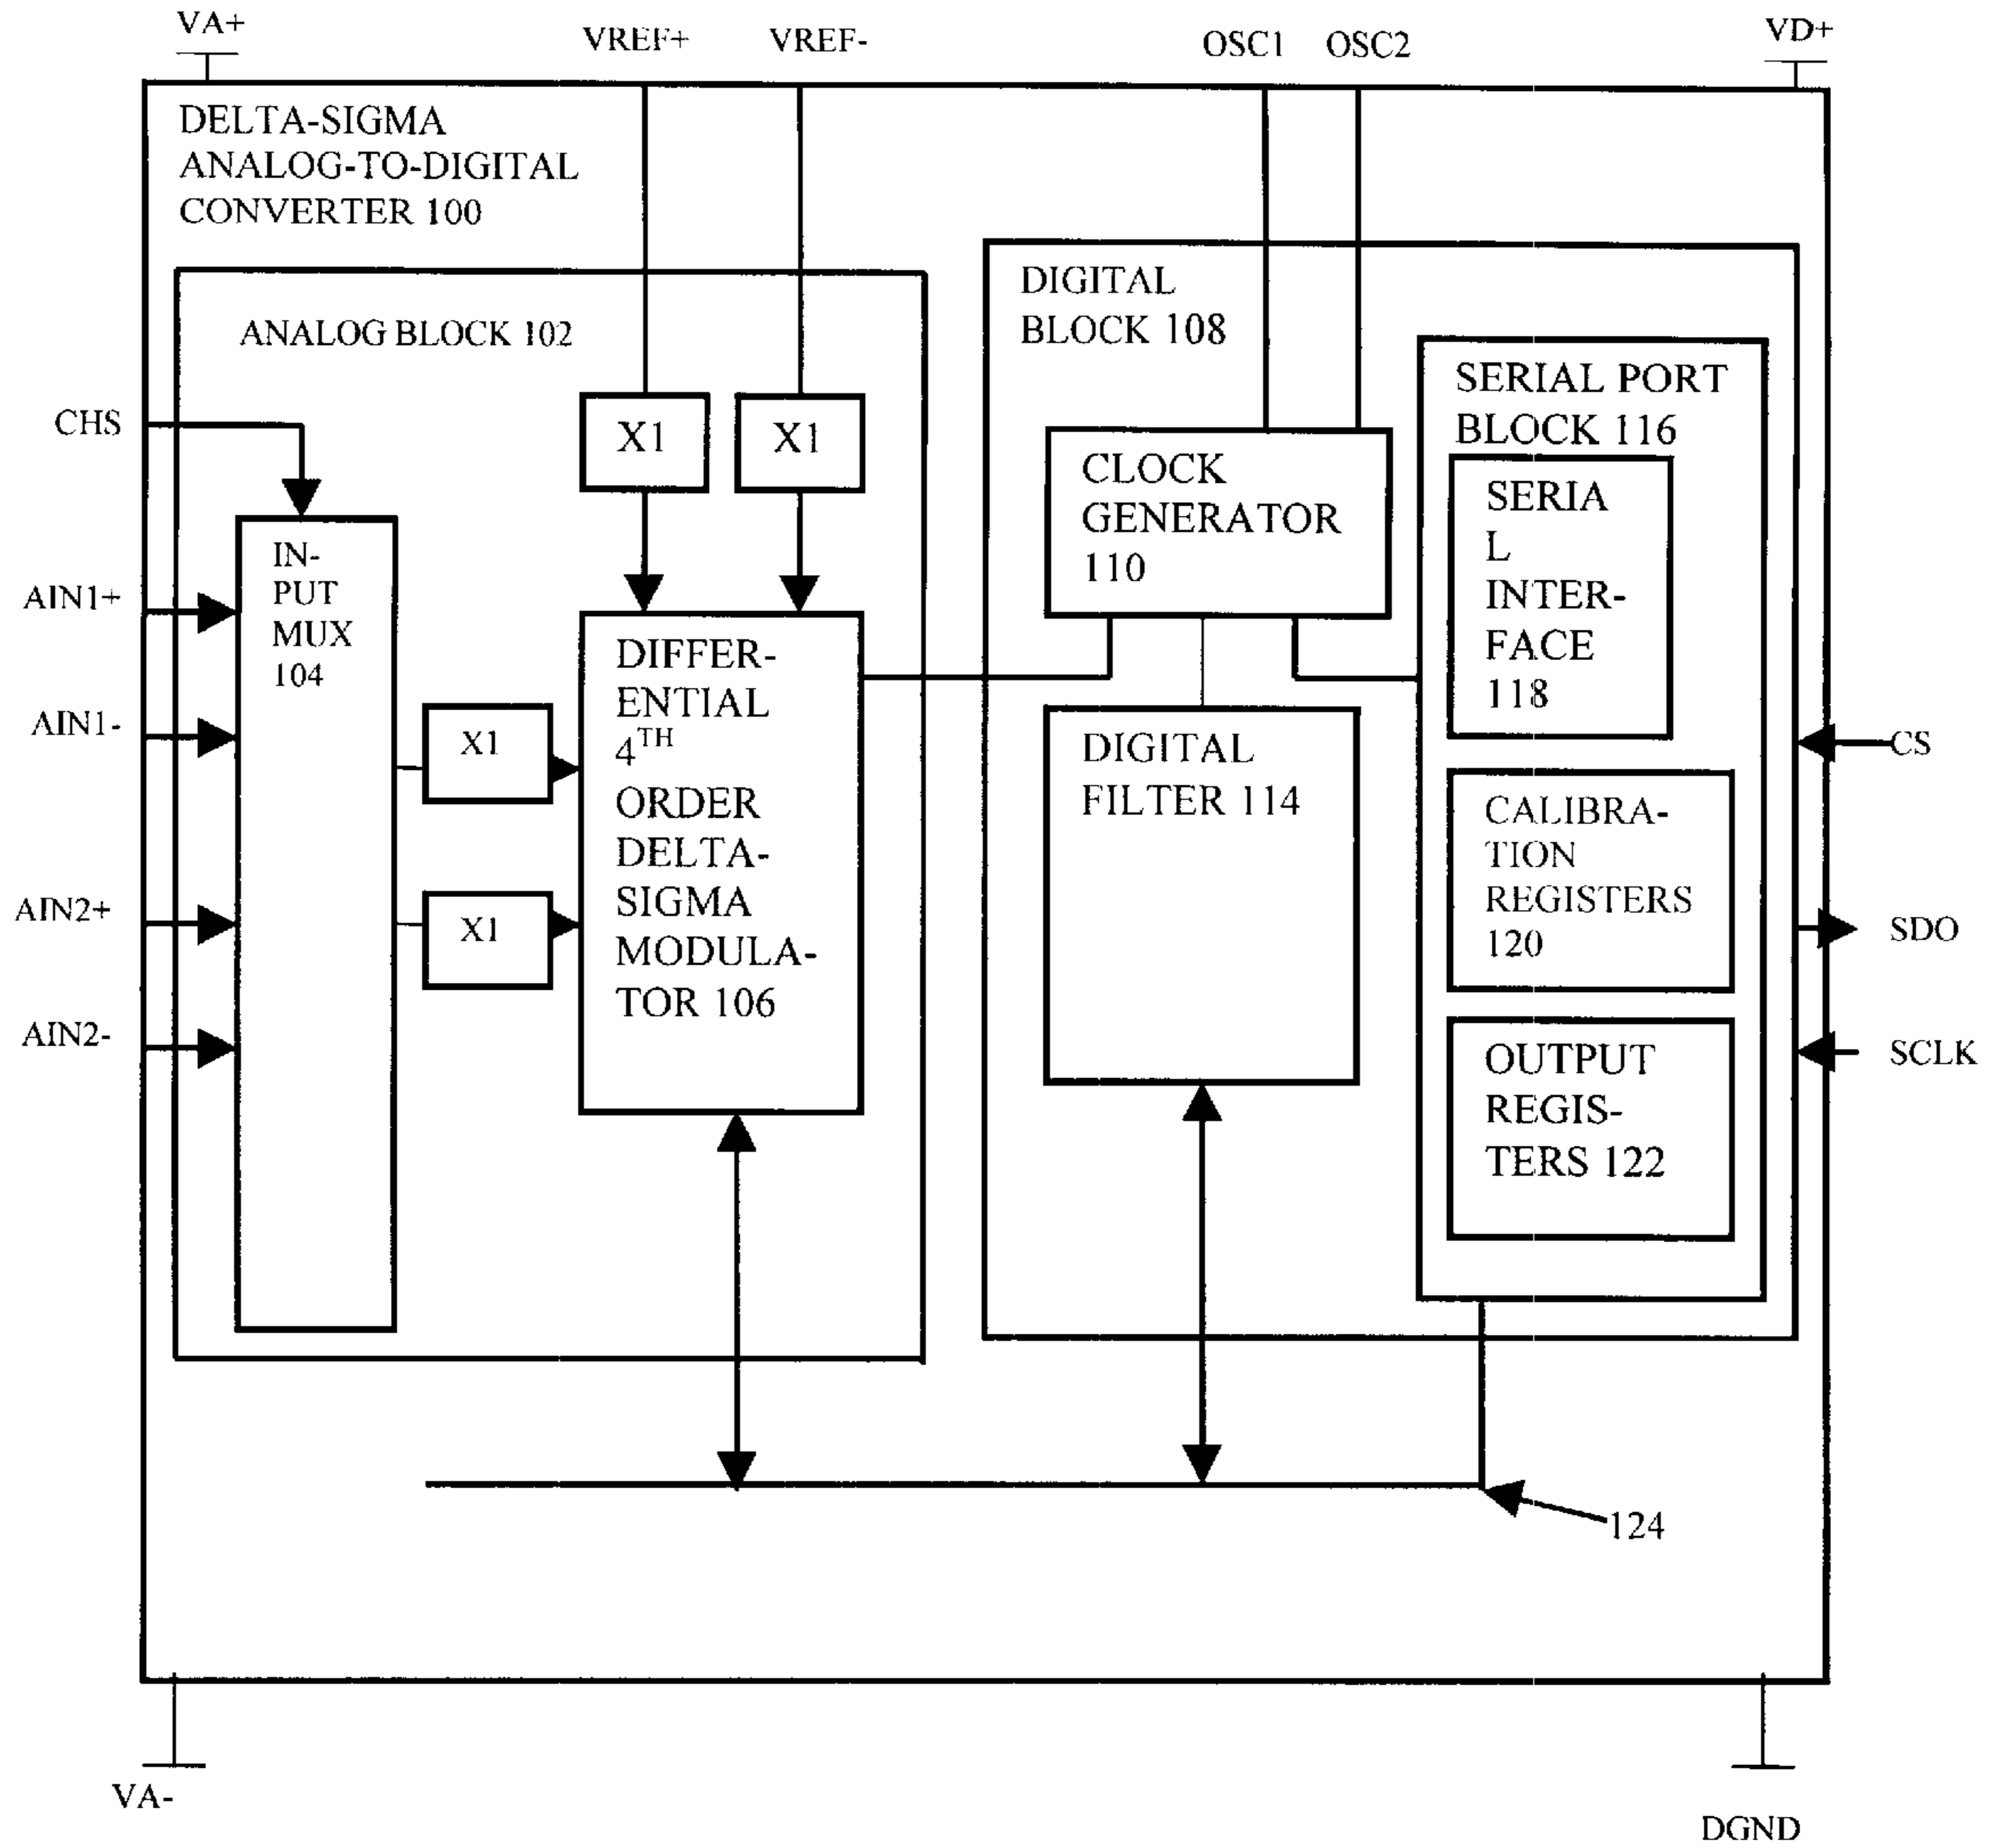 VA+
VREF+
VREF-
OSC1
OSC2
VD+
DELTA-SIGMA
ANALOG-TO-DIGITAL
CONVERTER 100
ANALOG BLOCK 102
DIGITAL
BLOCK 108
SERIAL PORT
BLOCK 116
CHS
X1
X1
CLOCK
GENERATOR
110
SERIA
L
INTER-
FACE
118
IN-
PUT
MUX
104
AIN1+
AIN1-
AIN2+
AIN2-
X1
X1
DIFFER-
ENTIAL
4TH
ORDER
DELTA-
SIGMA
MODULA-
TOR 106
DIGITAL
FILTER 114
CALIBRA-
TION
REGISTERS
120
OUTPUT
REGIS-
TERS 122
CS
SDO
SCLK
124
VA-
DGND